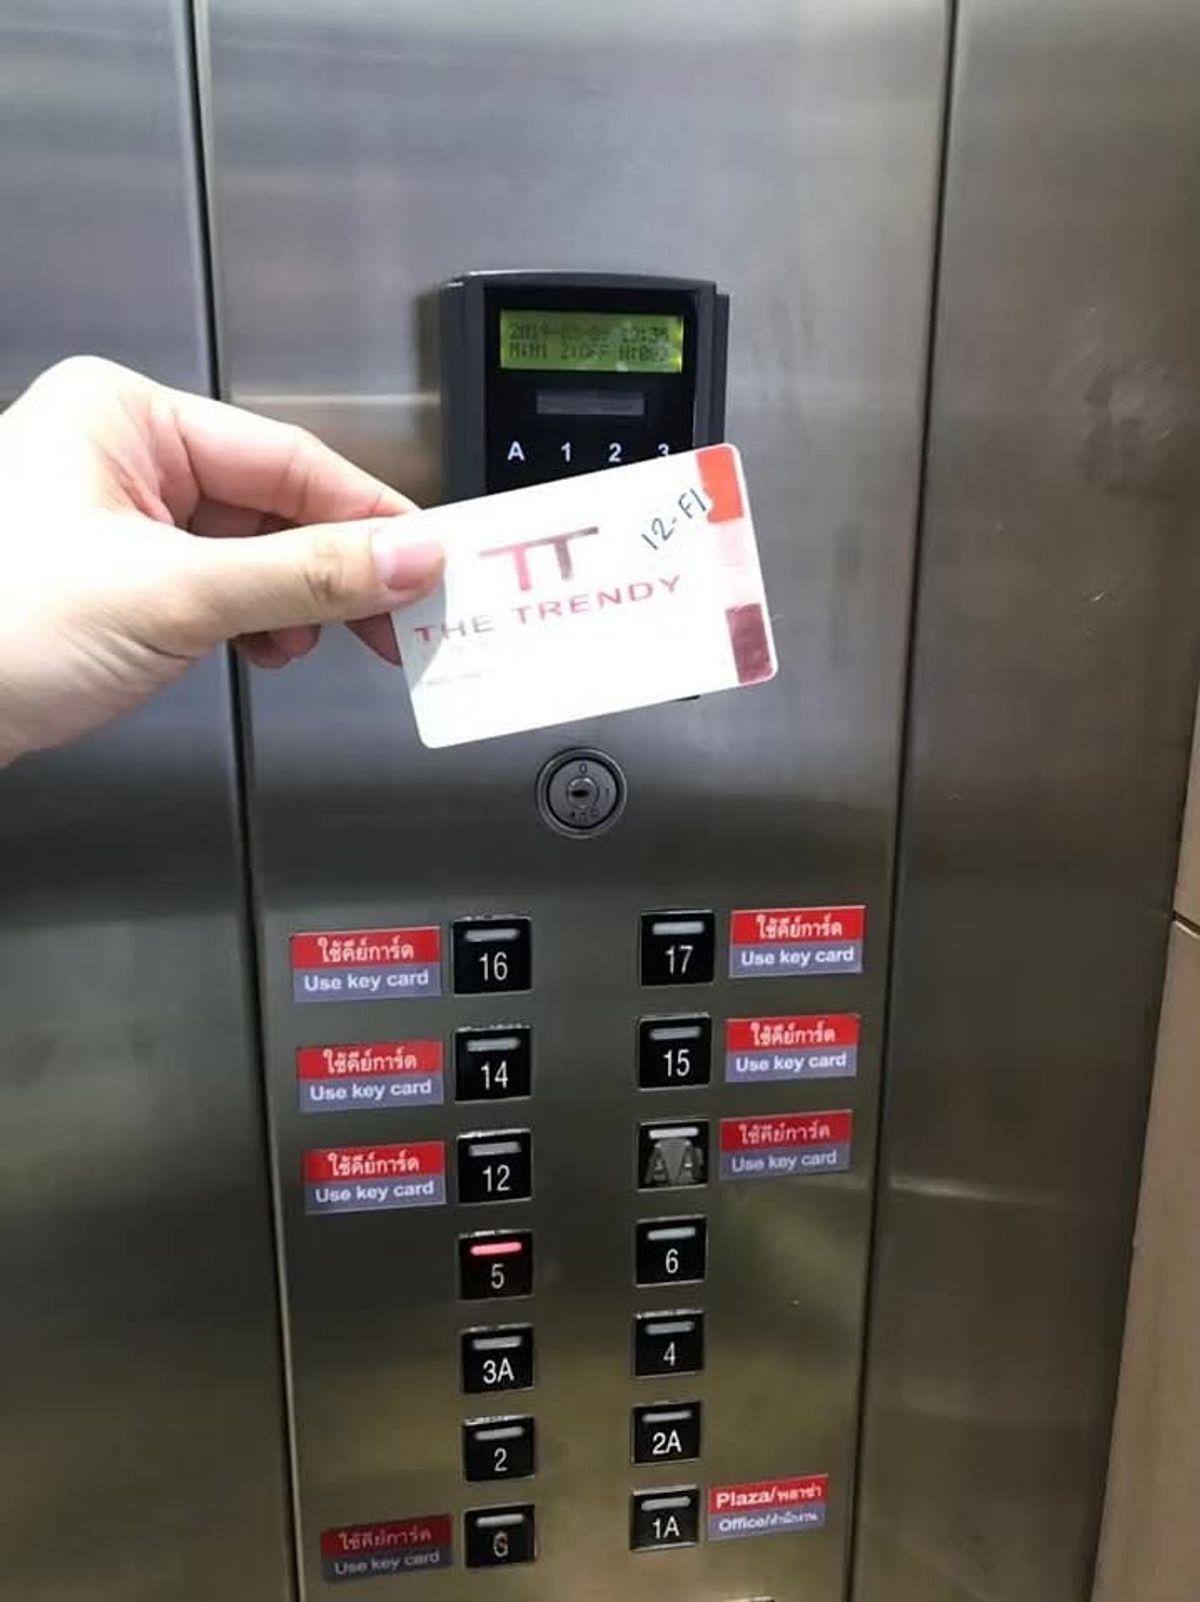 A 1 2 3
12-F1
TT
THE TRENDY
0
ใช้คีย์การ์ด
Use key card
16
17
ใช้คีย์การ์ด
Use key card
ใช้คีย์การ์ด
Use key card
14
15
ใช้คีย์การ์ด
Use key card
ใช้คีย์การ์ด
Use key card
12
ใช้คีย์การ์ด
Use key card
5
6
3A
4
2
2A
ใช้คีย์การ์ด
Use key card
G
1A
Plaza/พลาซ่า
Office/สำนักงาน